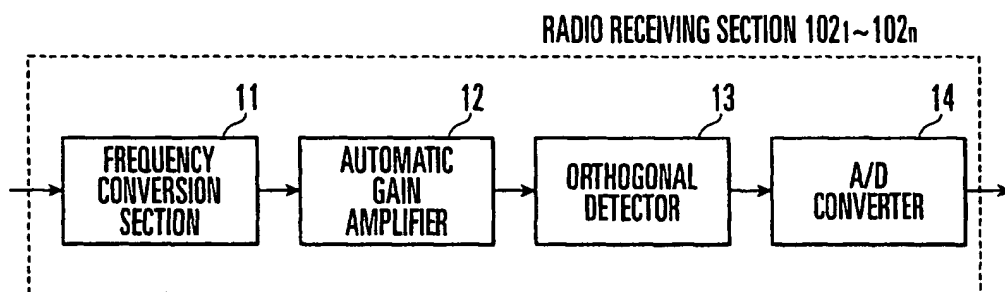 RADIO RECEIVING SECTION 102₁~102ₙ
11
12
13
14
FREQUENCY
CONVERSION
SECTION
AUTOMATIC
GAIN
AMPLIFIER
ORTHOGONAL
DETECTOR
A/D
CONVERTER